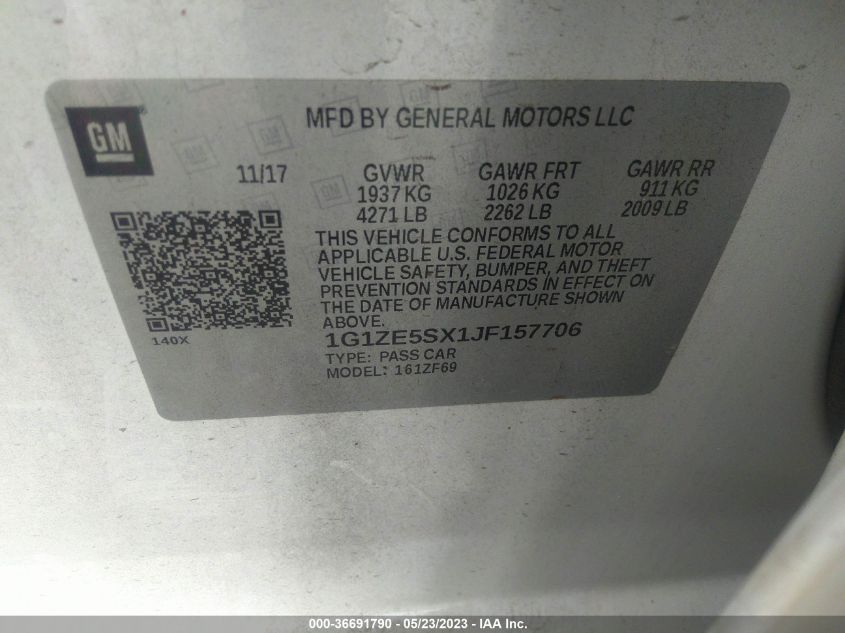 GM
MFD BY GENERAL MOTORS LLC
11/17
GVWR
1937 KG
4271 LB
GAWR FRT
1026 KG
2262 LB
GAWR RR
911 KG
2009 LB
THIS VEHICLE CONFORMS TO ALL
APPLICABLE U.S. FEDERAL MOTOR
VEHICLE SAFETY, BUMPER, AND THEFT
PREVENTION STANDARDS IN EFFECT ON
THE DATE OF MANUFACTURE SHOWN
ABOVE.
140X
1G1ZE5SX1JF157706
TYPE: PASS CAR
MODEL: 161ZF69
000-36691790 - 05/23/2023 - IAA Inc.